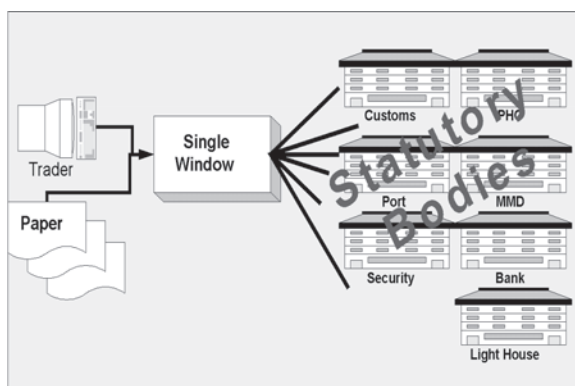 Trader
Paper
Single
Window
Customs
PHO
Port
MMD
Security
Bank
Light House
Statutory
Bodies